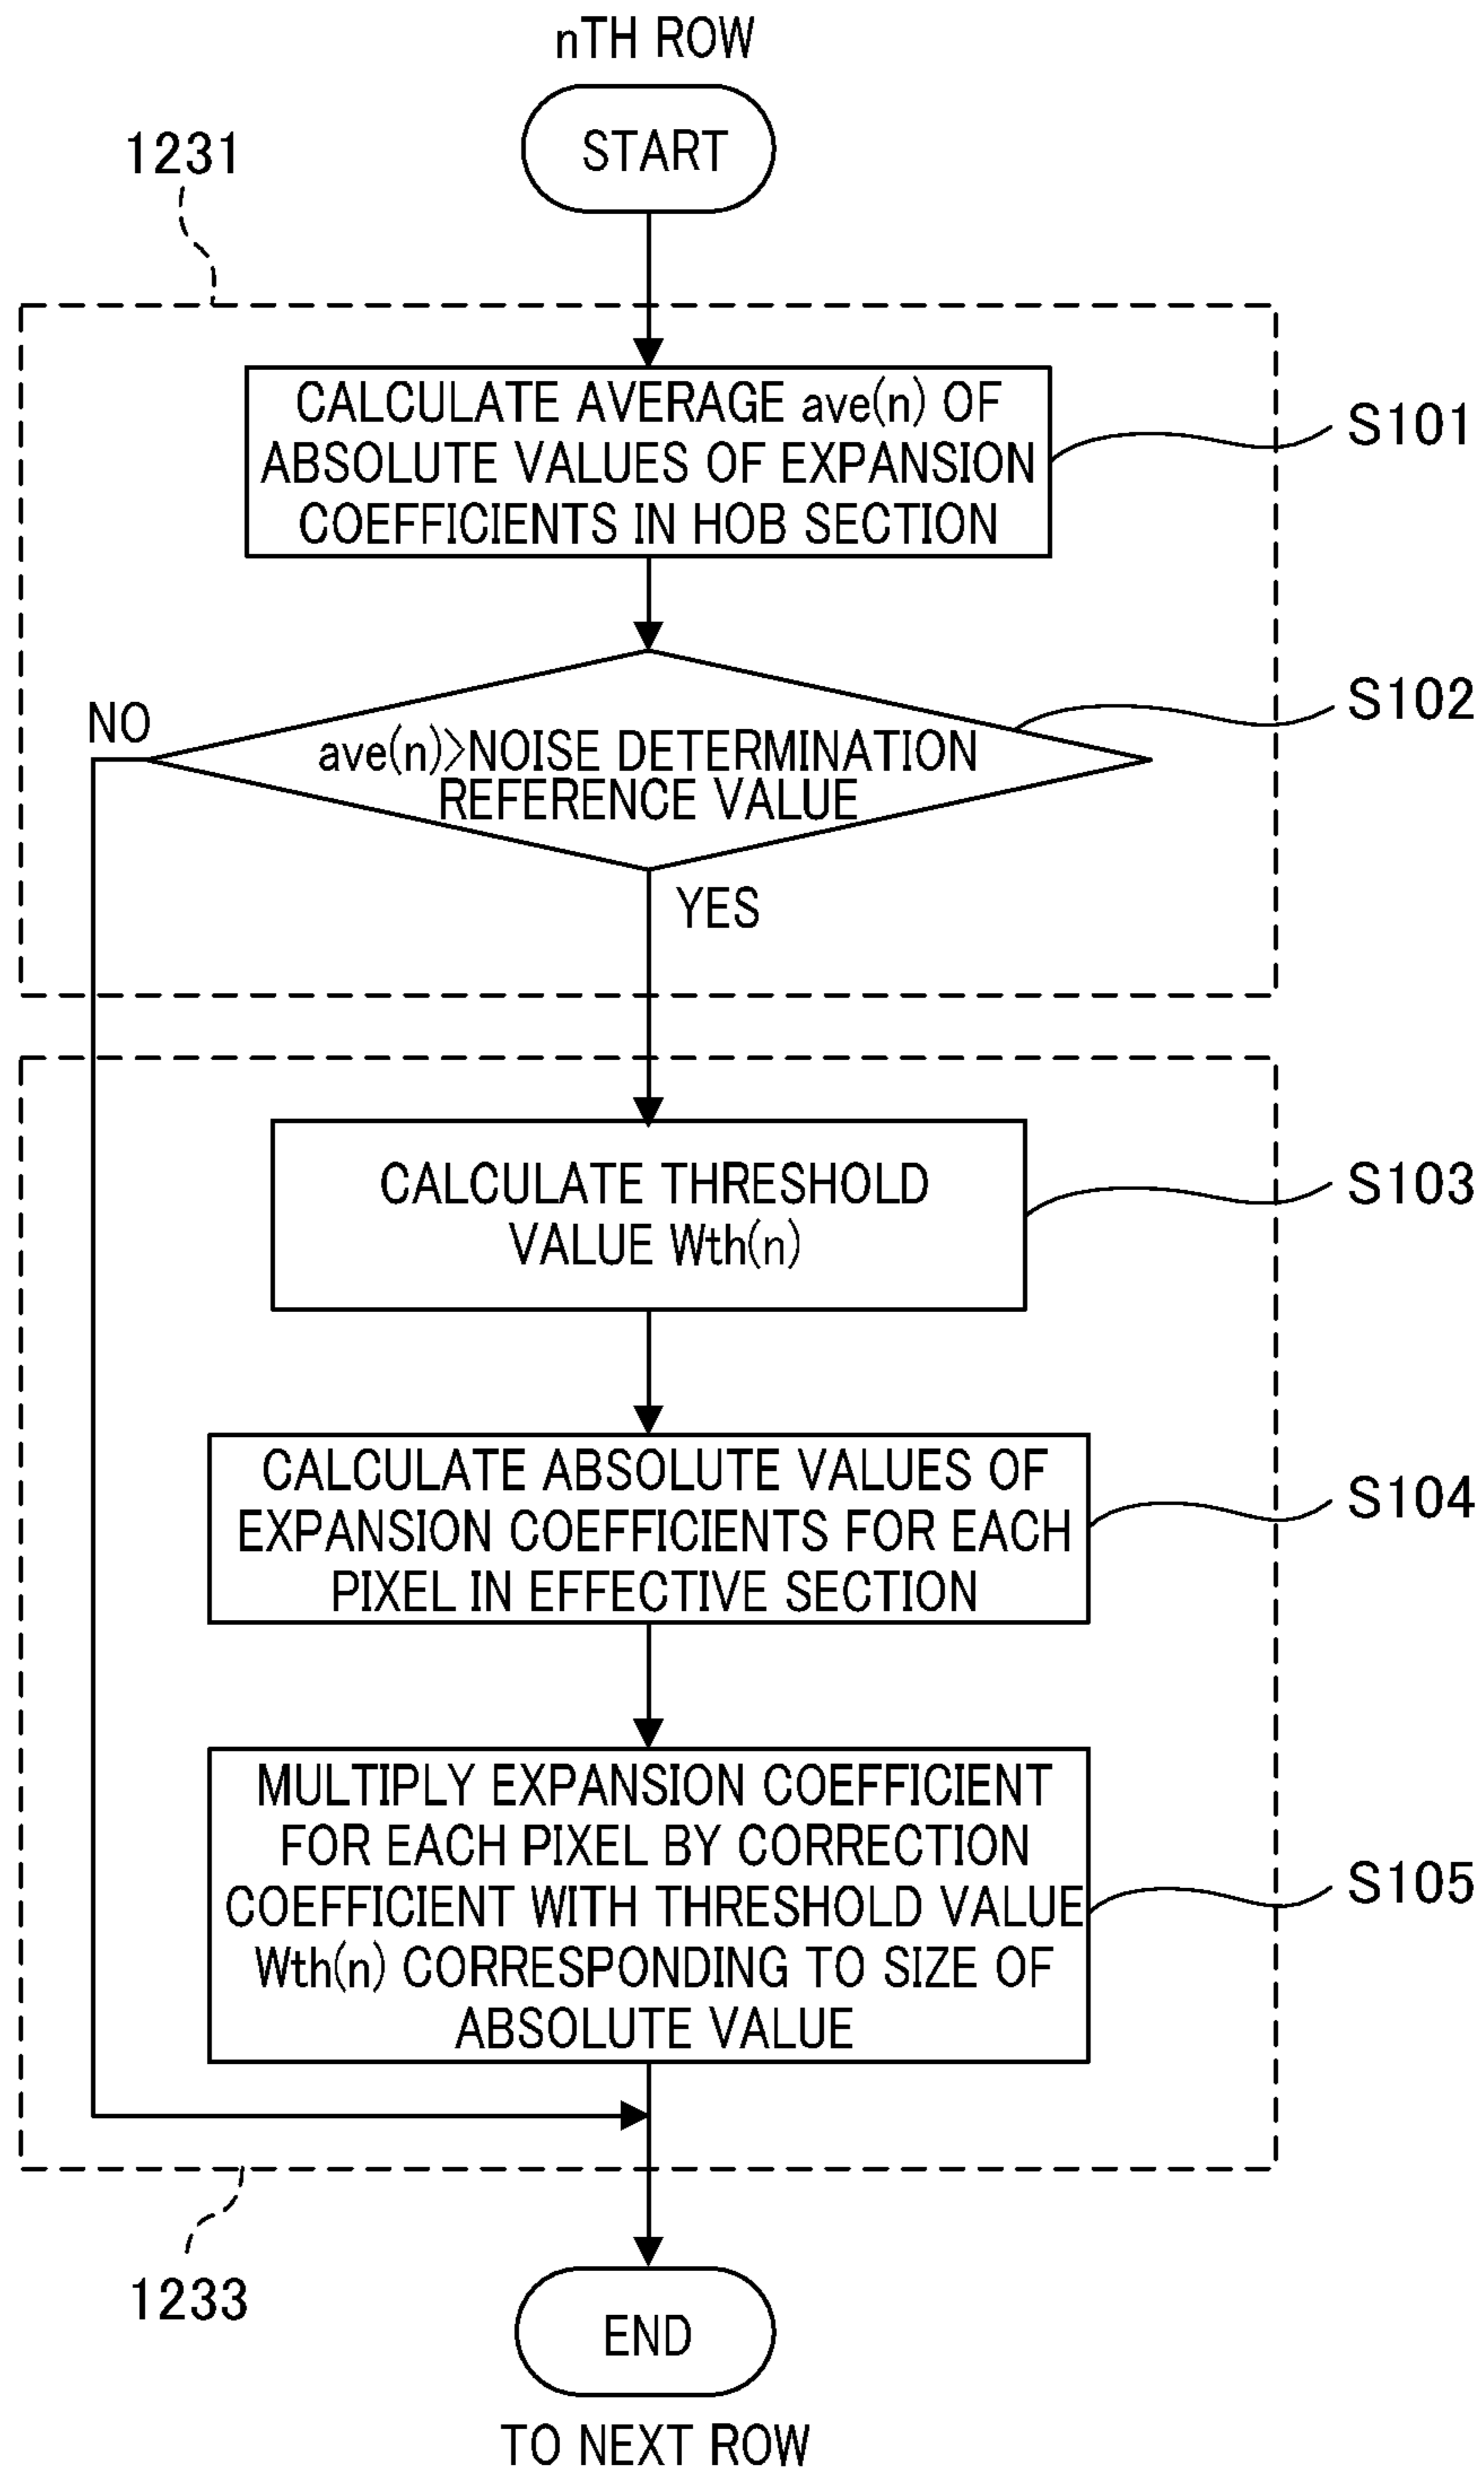 nTH ROW
START
1231
CALCULATE AVERAGE ave(n) OF
ABSOLUTE VALUES OF EXPANSION
COEFFICIENTS IN HOB SECTION
S101
NO
ave(n)>NOISE DETERMINATION
REFERENCE VALUE
S102
YES
CALCULATE THRESHOLD
VALUE Wth(n)
S103
CALCULATE ABSOLUTE VALUES OF
EXPANSION COEFFICIENTS FOR EACH
PIXEL IN EFFECTIVE SECTION
S104
MULTIPLY EXPANSION COEFFICIENT
FOR EACH PIXEL BY CORRECTION
COEFFICIENT WITH THRESHOLD VALUE
Wth(n) CORRESPONDING TO SIZE OF
ABSOLUTE VALUE
S105
1233
END
TO NEXT ROW